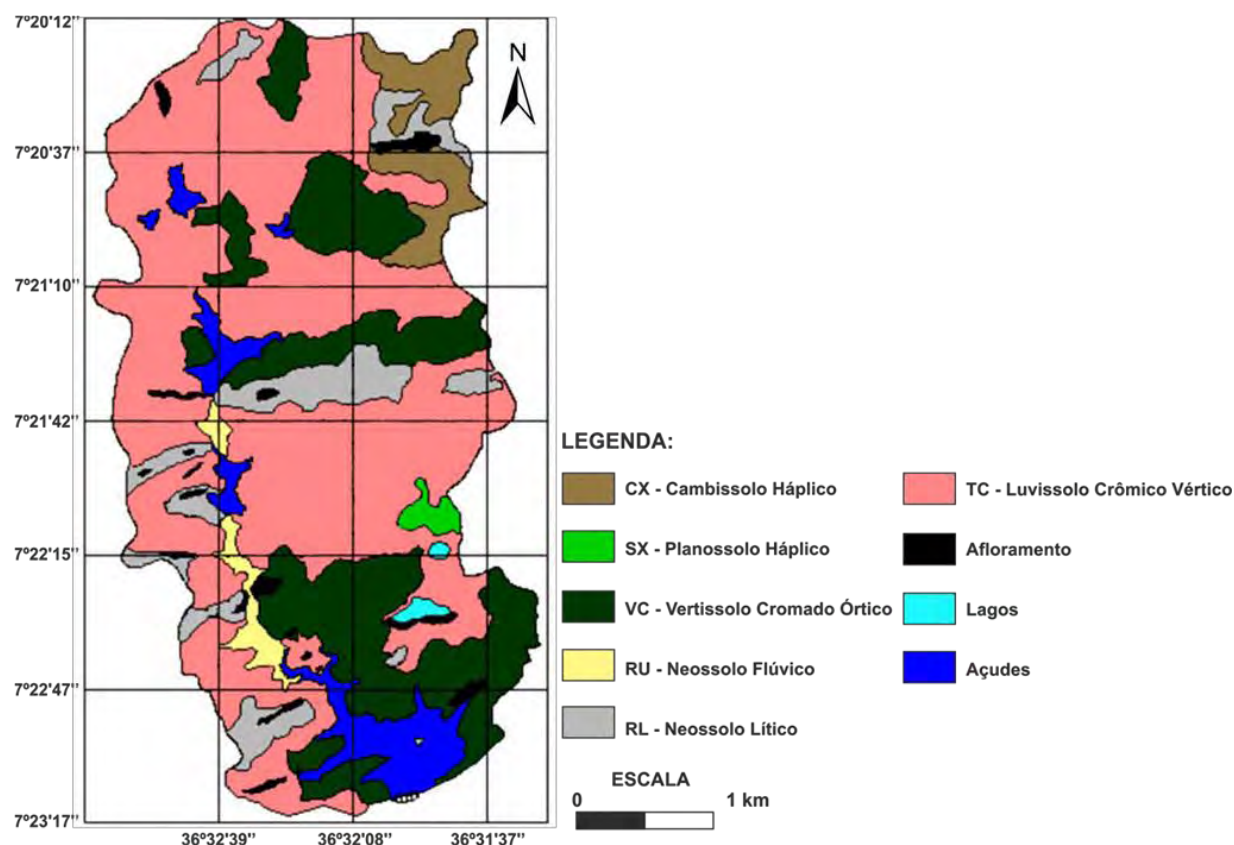 7°20'12"
7°20'37"
7°21'10"
7°21'42"
7°22'15"
7°22'47"
7°23'17"
36°32'39" 36°32'08" 36°31'37"
N
LEGENDA:
CX - Cambissolo Háplico
SX - Planossolo Háplico
VC - Vertissolo Cromado Órtico
RU - Neossolo Flúvico
RL - Neossolo Lítico
TC - Luvissolo Crômico Vértico
Afloramento
Lagos
Açudes
ESCALA
0 1 km